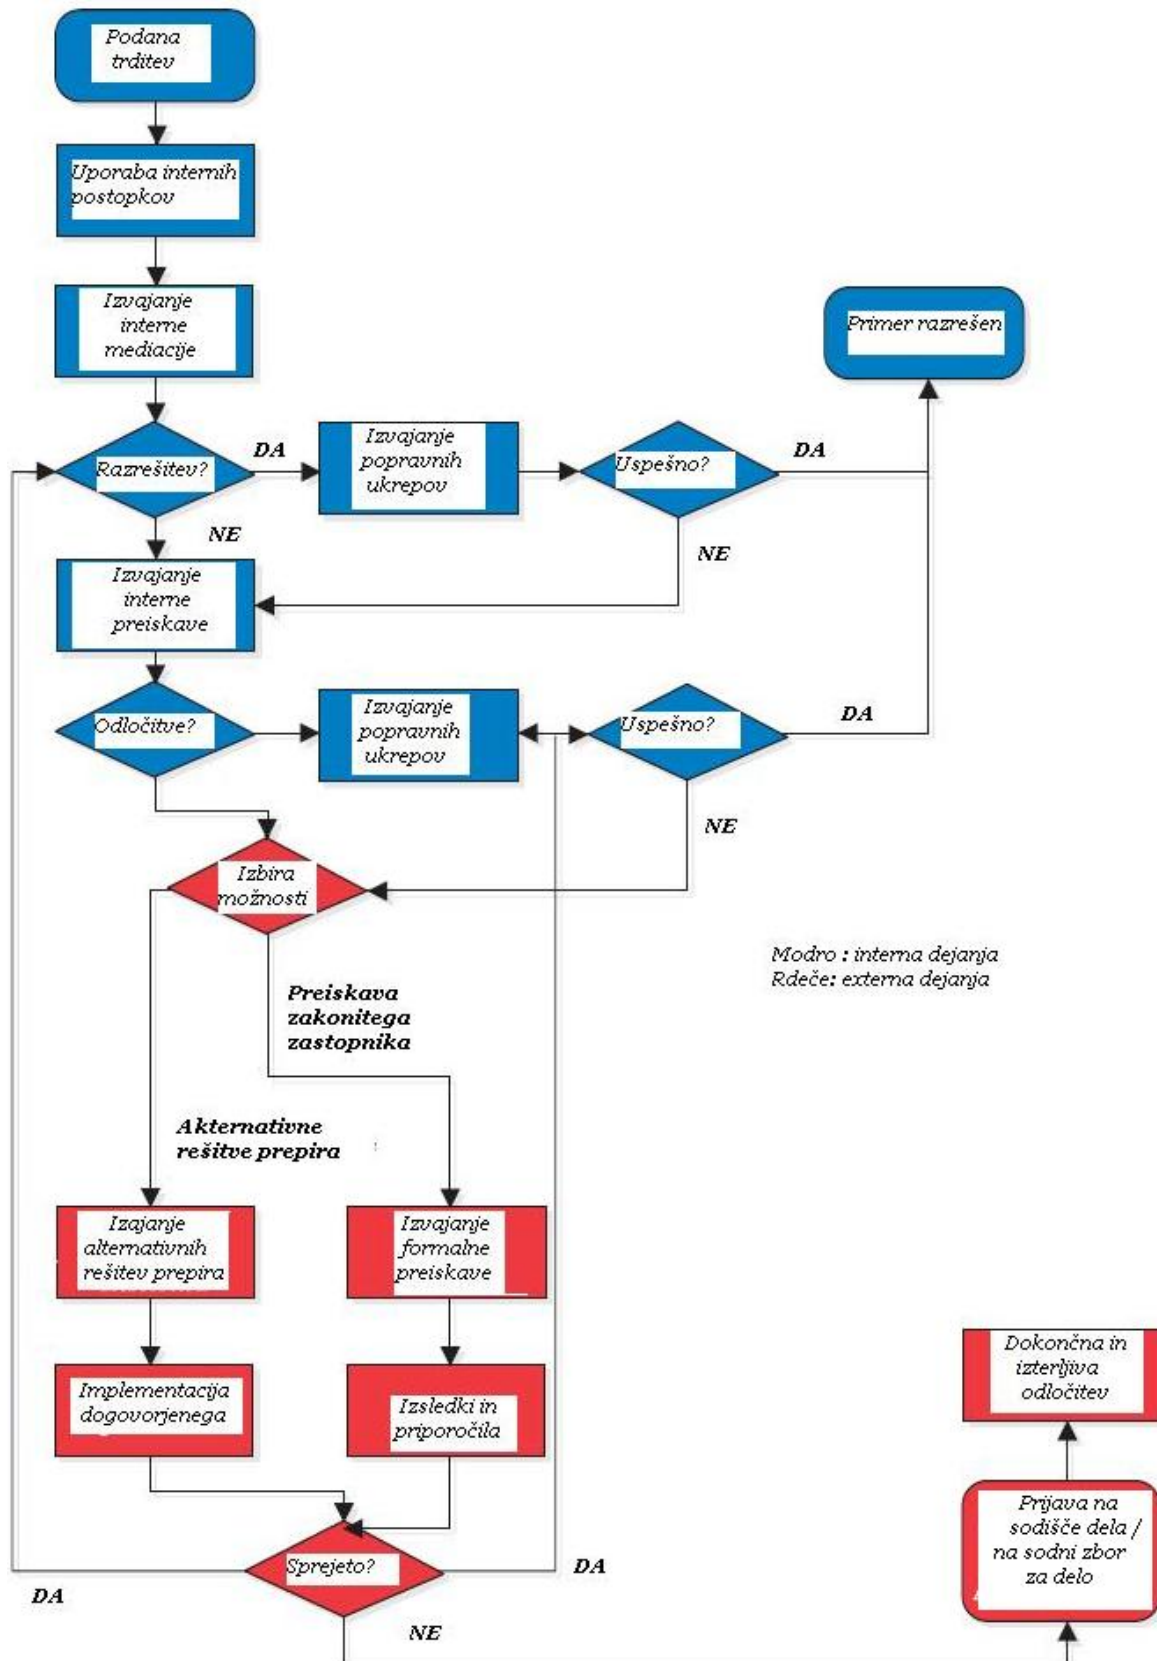 Podana
trditev
Uporaba internih
postopkov
Izvajanje
interne
mediacije
Primer razrešen
Razrešitev?
DA
Izvajanje
popravnih
ukrepov
Uspešno?
DA
NE
NE
Izvajanje
interne
preiskave
Odločitve?
Izvajanje
popravnih
ukrepov
Uspešno?
DA
NE
Izbira
možnosti
Modro : interna dejanja
Rdeče: externa dejanja
Preiskava
zakonitega
zastopnika
Akternativne
rešitve prepira
Izajanje
alternativnih
rešitev prepira
Izvajanje
formalne
preiskave
Implementacija
dogovorjenega
Izsledki in
priporočila
Dokončna in
izterljiva
odločitev
Prijava na
sodišče dela /
na sodni zbor
za delo
Sprejeto?
DA
DA
NE